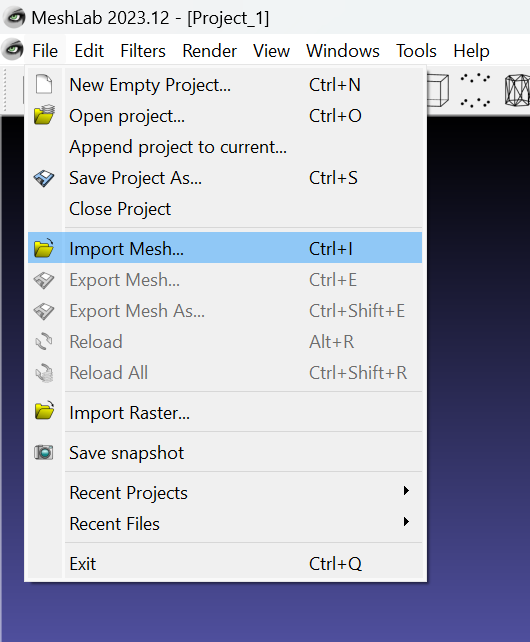 MeshLab 2023.12 - [Project_1]
File Edit Filters Render View Windows Tools Help
New Empty Project... Ctrl+N
Open project... Ctrl+O
Append project to current...
Save Project As... Ctrl+S
Close Project
Import Mesh... Ctrl+I
Export Mesh... Ctrl+E
Export Mesh As... Ctrl+Shift+E
Reload Alt+R
Reload All Ctrl+Shift+R
Import Raster...
Save snapshot
Recent Projects
Recent Files
Exit Ctrl+Q